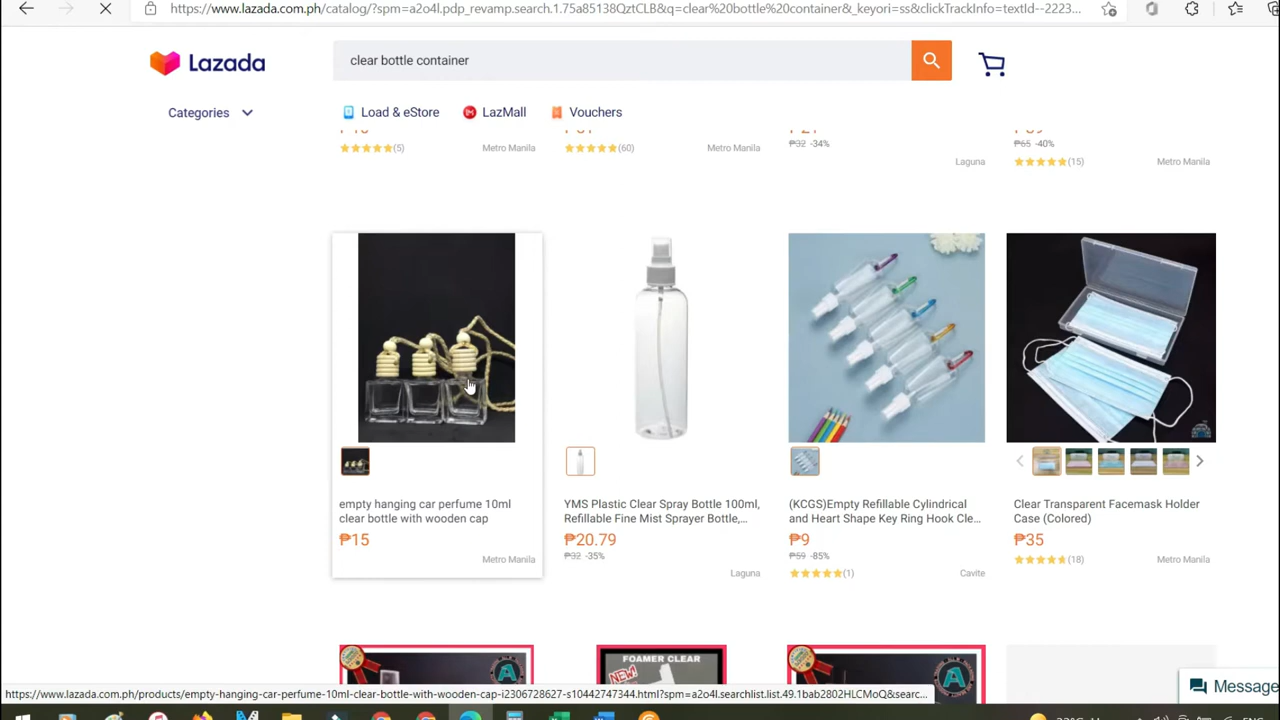 https://www.lazada.com.ph/catalog/?spm=a2o4l.pdp_revamp.search.1.75a85138QztCLB&q=clear%20bottle%20container&_keyori=ss&clickTrackInfo=textId--2223...
Lazada
clear bottle container
Categories
Load & eStore
LazMall
Vouchers
(5)
Metro Manila
(60)
Metro Manila
₱32 -34%
Laguna
₱65 -40%
(15)
Metro Manila
empty hanging car perfume 10ml
clear bottle with wooden cap
₱15
Metro Manila
YMS Plastic Clear Spray Bottle 100ml,
Refillable Fine Mist Sprayer Bottle,...
₱20.79
₱32 -35%
Laguna
(KCGS)Empty Refillable Cylindrical
and Heart Shape Key Ring Hook Cle...
₱9
₱59 -85%
(1)
Cavite
Clear Transparent Facemask Holder
Case (Colored)
₱35
(18)
Metro Manila
FOAMER CLEAR
NEW!
Message
https://www.lazada.com.ph/products/empty-hanging-car-perfume-10ml-clear-bottle-with-wooden-cap-i2306728627-s10442747344.html?spm=a2o4l.searchlist.list.49.1bab2802HLCMoQ&searc...